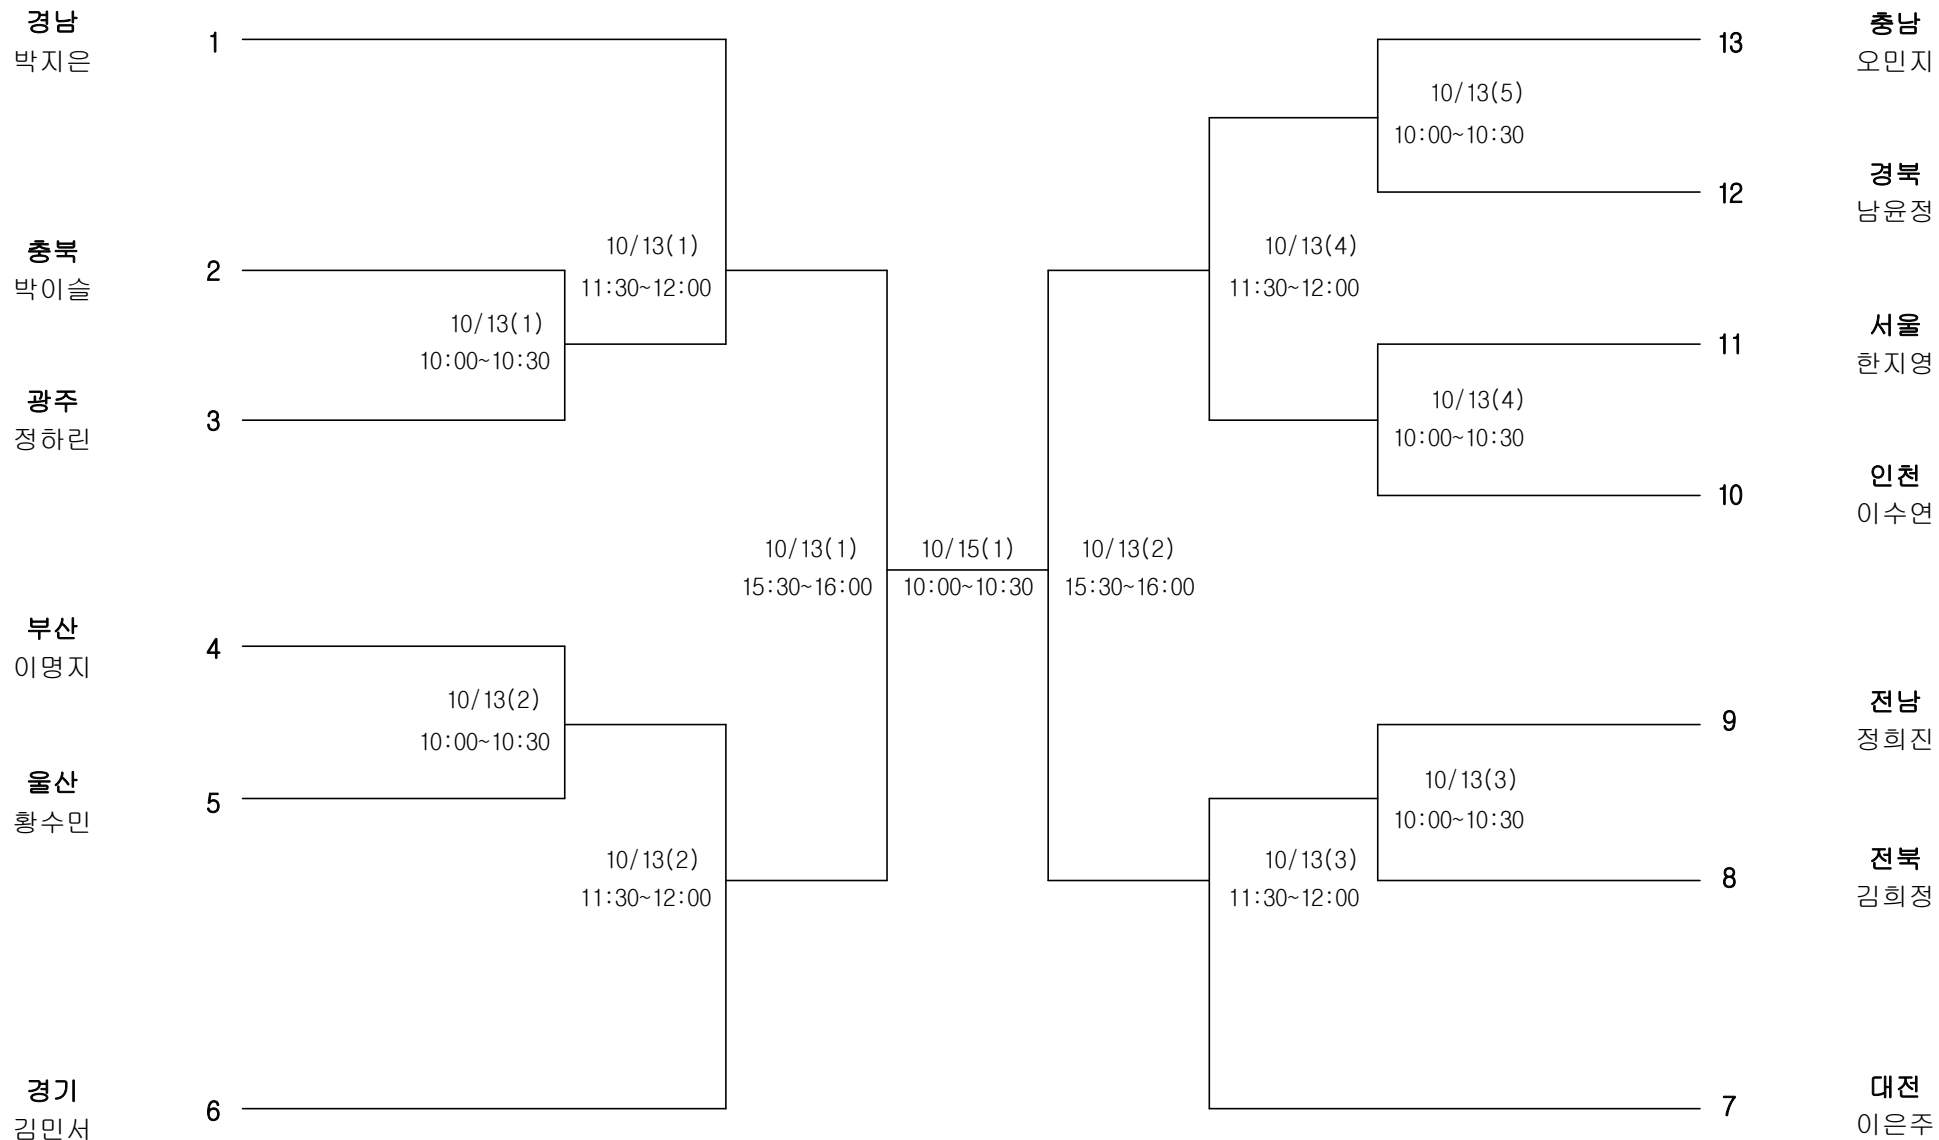 경남
박지은
1
충북
박이슬
2
광주
정하린
3
10/13(1)
10:00~10:30
10/13(1)
11:30~12:00
부산
이명지
4
울산
황수민
5
10/13(2)
10:00~10:30
10/13(2)
11:30~12:00
경기
김민서
6
10/13(1)
15:30~16:00
10/15(1)
10:00~10:30
10/13(2)
15:30~16:00
13
충남
오민지
10/13(5)
10:00~10:30
12
경북
남윤정
10/13(4)
11:30~12:00
11
서울
한지영
10/13(4)
10:00~10:30
10
인천
이수연
9
전남
정희진
10/13(3)
10:00~10:30
8
전북
김희정
10/13(3)
11:30~12:00
7
대전
이은주